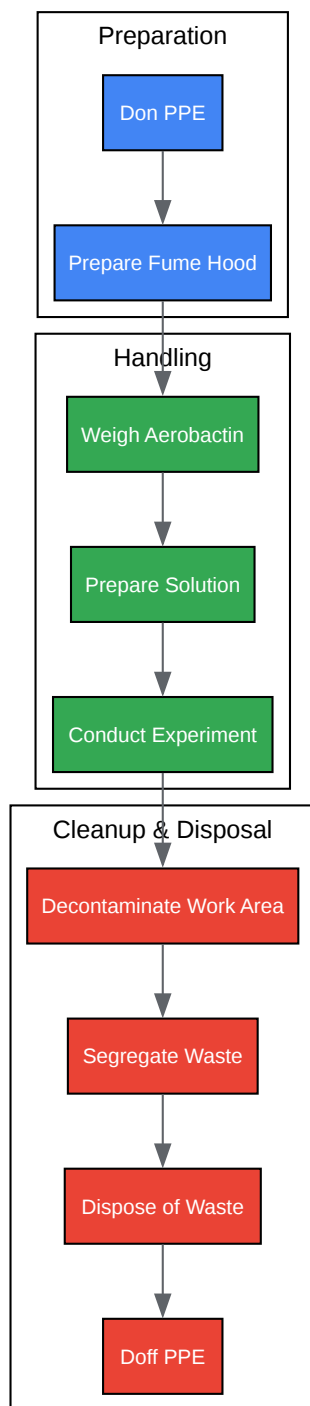 Preparation
Don PPE
Prepare Fume Hood
Handling
Weigh Aerobactin
Prepare Solution
Conduct Experiment
Cleanup & Disposal
Decontaminate Work Area
Segregate Waste
Dispose of Waste
Doff PPE